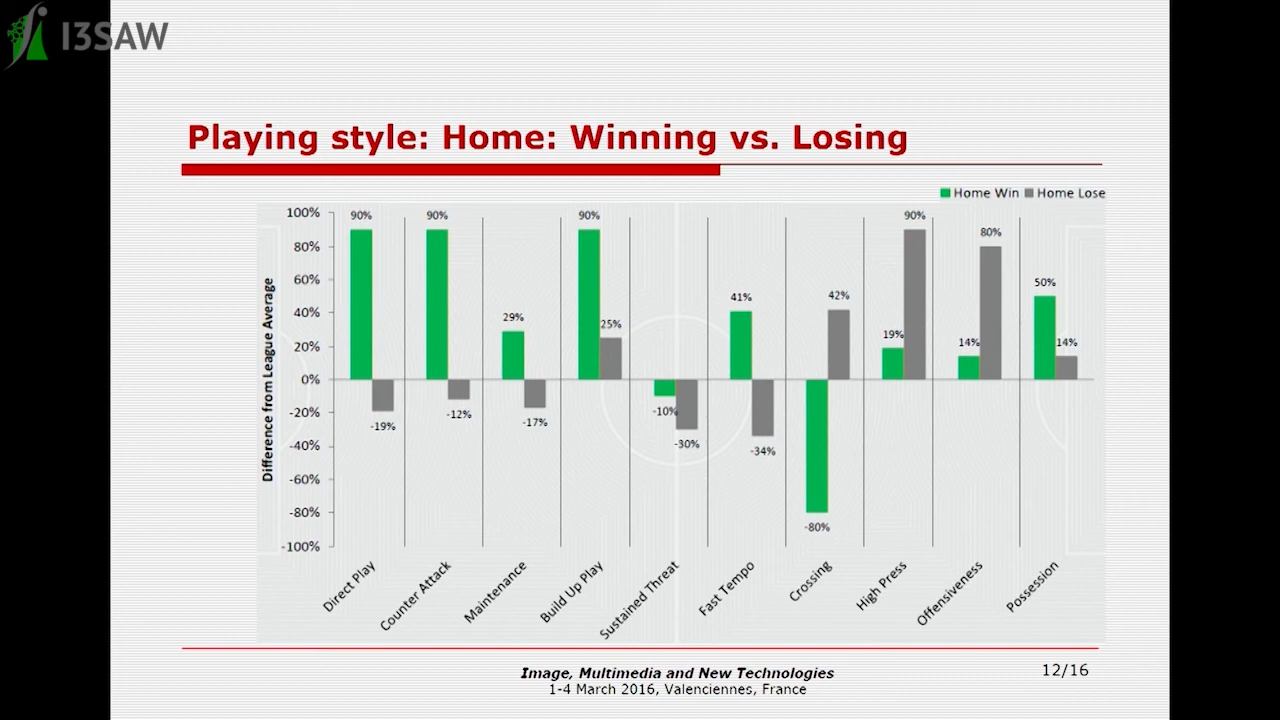 I3SAW
Playing style: Home: Winning vs. Losing
Home Win Home Lose
Difference from League Average
100%
80%
60%
40%
20%
0%
-20%
-40%
-60%
-80%
-100%
90%
-19%
90%
-12%
29%
-17%
90%
25%
-10%
-30%
41%
-34%
-80%
42%
19%
90%
14%
80%
50%
14%
Direct Play
Counter Attack
Maintenance
Build Up Play
Sustained Threat
Fast Tempo
Crossing
High Press
Offensiveness
Possession
Image, Multimedia and New Technologies
1-4 March 2016, Valenciennes, France
12/16